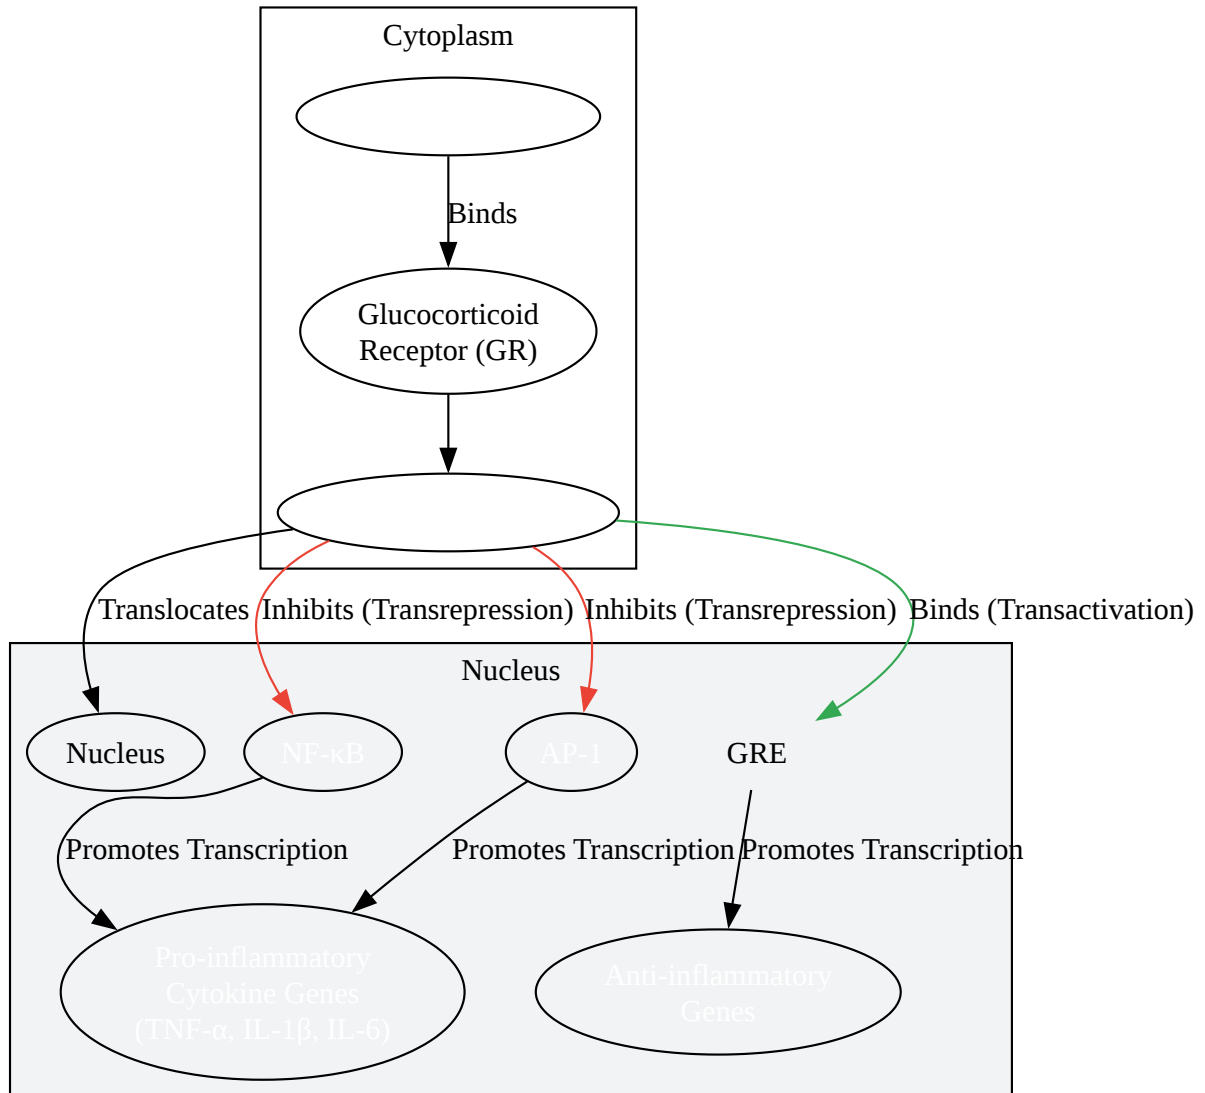 Cytoplasm
Binds
Glucocorticoid
Receptor (GR)
Translocates
Inhibits (Transrepression)
Inhibits (Transrepression)
Binds (Transactivation)
Nucleus
Nucleus
NF-κB
AP-1
GRE
Promotes Transcription
Promotes Transcription
Promotes Transcription
Pro-inflammatory
Cytokine Genes
(TNF-α, IL-1β, IL-6)
Anti-inflammatory
Genes